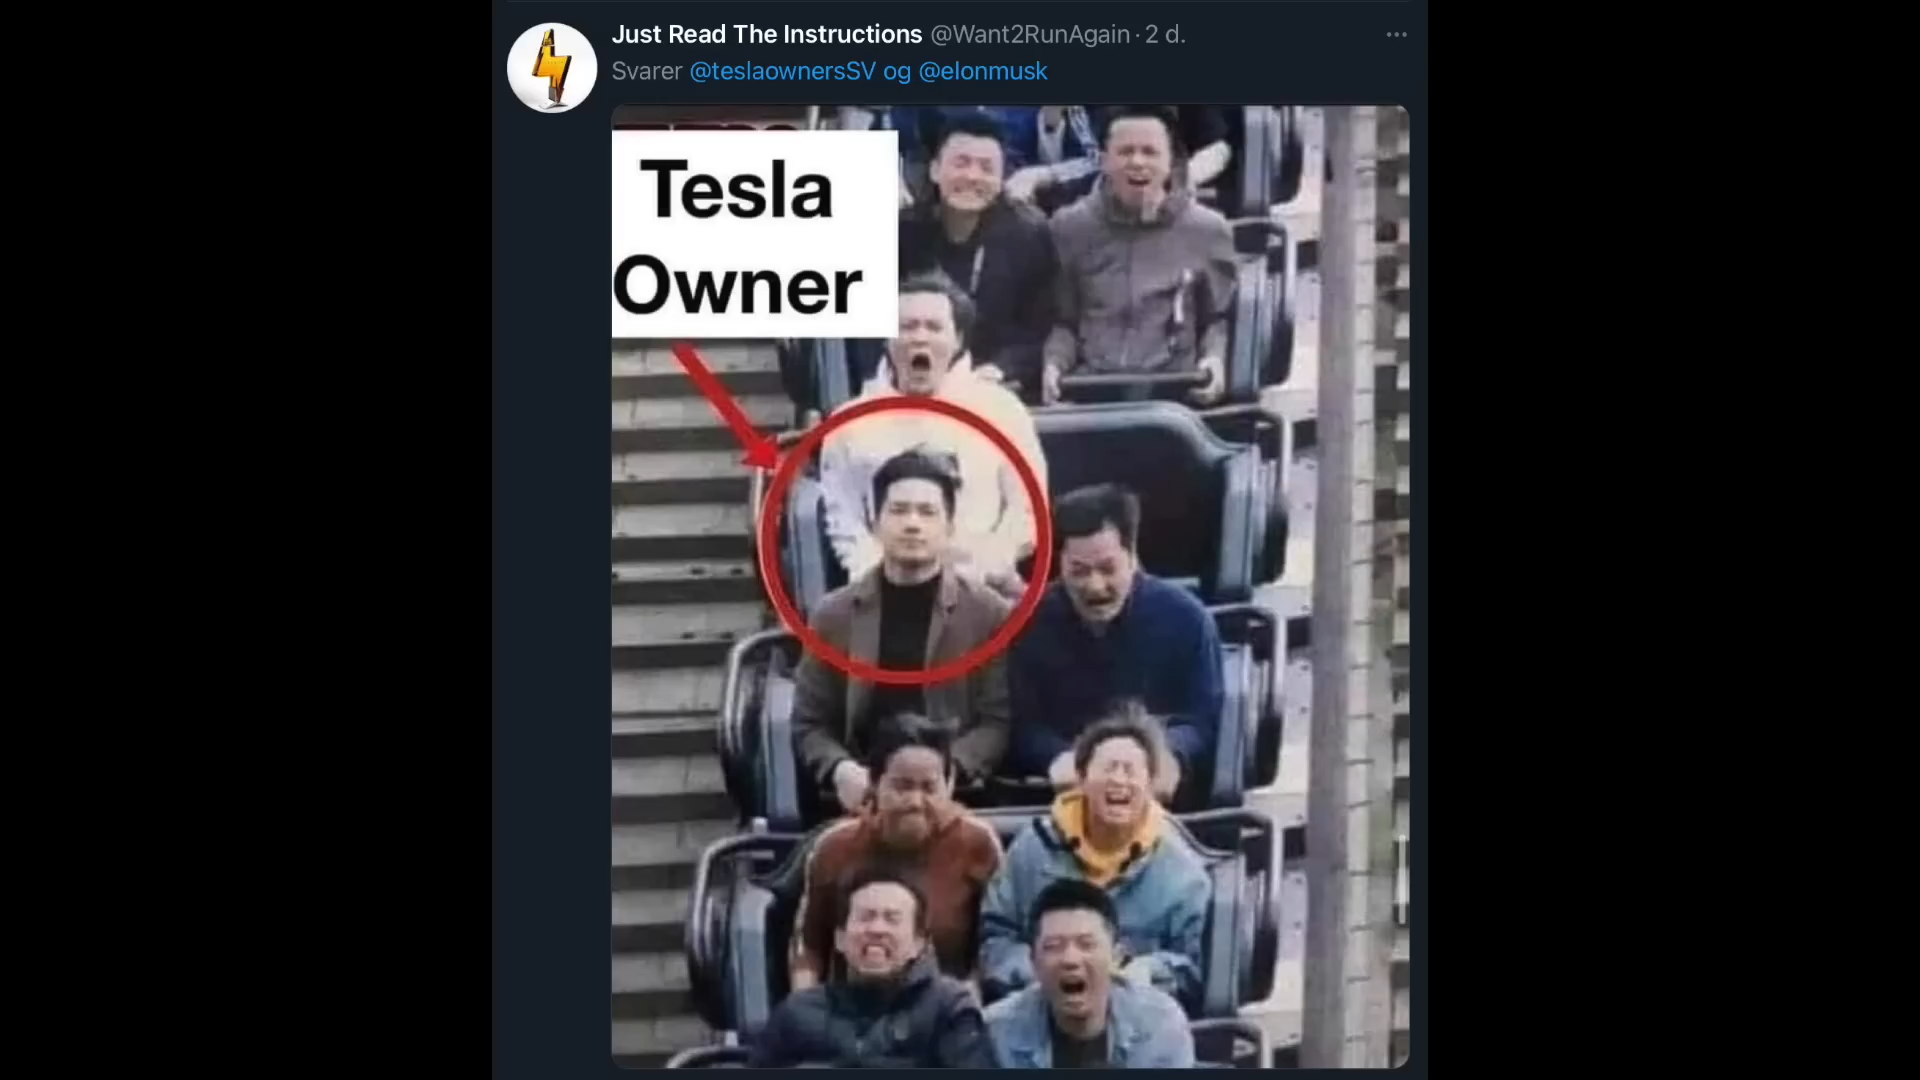 Just Read The Instructions @Want2RunAgain · 2 d.
Svarer @teslaownersSV og @elonmusk
Tesla
Owner